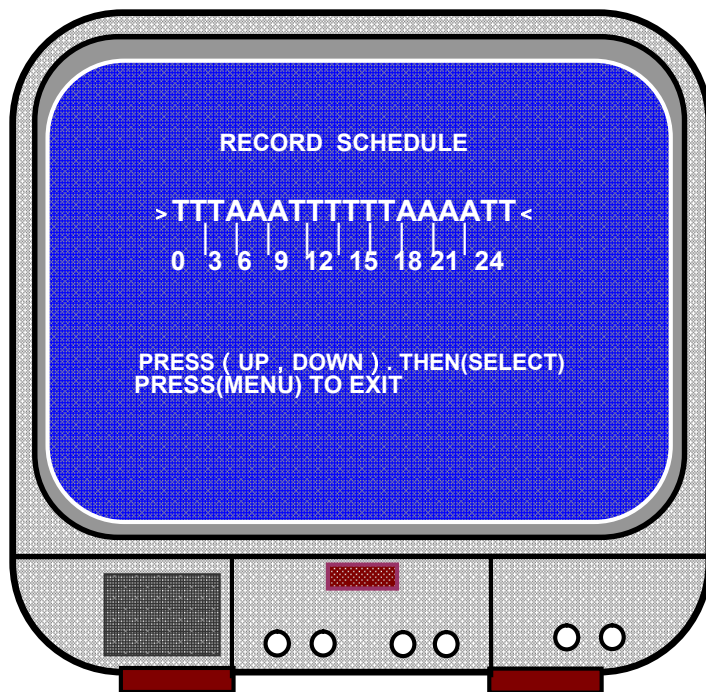 RECORD SCHEDULE
>TTTAAATTTTTTAAAATT<
0 3 6 9 12 15 18 21 24
PRESS ( UP , DOWN ) . THEN(SELECT)
PRESS(MENU) TO EXIT